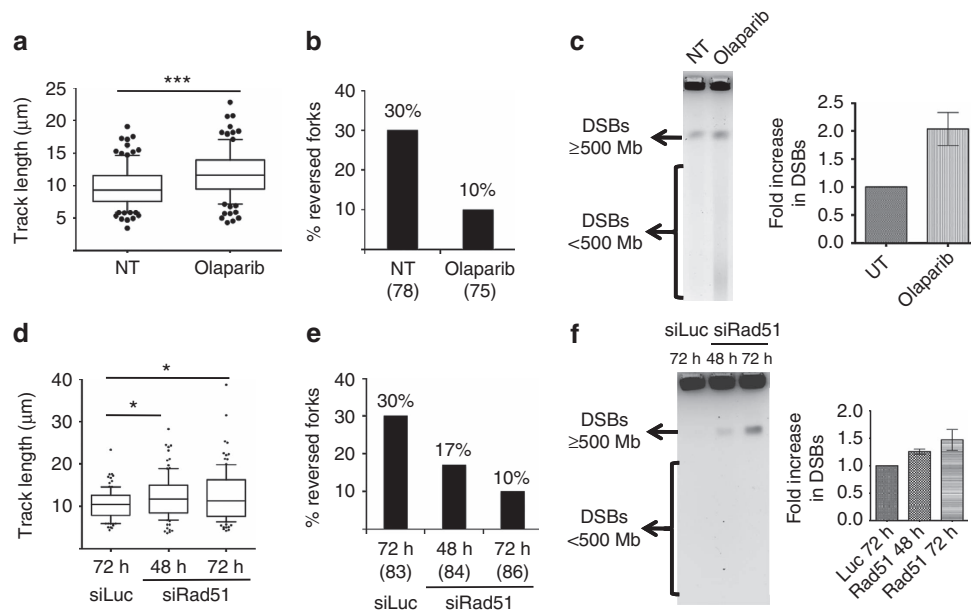 a
***
Track length (μm)
25
20
15
10
5
NT
Olaparib
b
% reversed forks
40
30
20
10
30%
10%
NT
(78)
Olaparib
(75)
c
NT
Olaparib
DSBs
≥500 Mb
DSBs
<500 Mb
Fold increase
in DSBs
2.5
2.0
1.5
1.0
0.5
0.0
UT
Olaparib
d
*
*
Track length (μm)
40
30
20
10
72 h
48 h
72 h
siLuc
siRad51
e
% reversed forks
40
30
20
10
30%
17%
10%
72 h
(83)
48 h
(84)
72 h
(86)
siLuc
siRad51
f
siLuc siRad51
72 h 48 h 72 h
DSBs
≥500 Mb
DSBs
<500 Mb
Fold increase
in DSBs
2.0
1.5
1.0
0.5
0.0
Luc 72 h
Rad51 48 h
Rad51 72 h